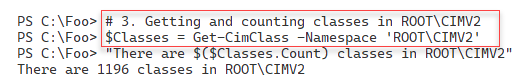 PS C:\Foo> # 3. Getting and counting classes in ROOT\CIMV2
PS C:\Foo> $Classes = Get-CimClass -Namespace 'ROOT\CIMV2'
PS C:\Foo> "There are $($Classes.Count) classes in ROOT\CIMV2"
There are 1196 classes in ROOT\CIMV2